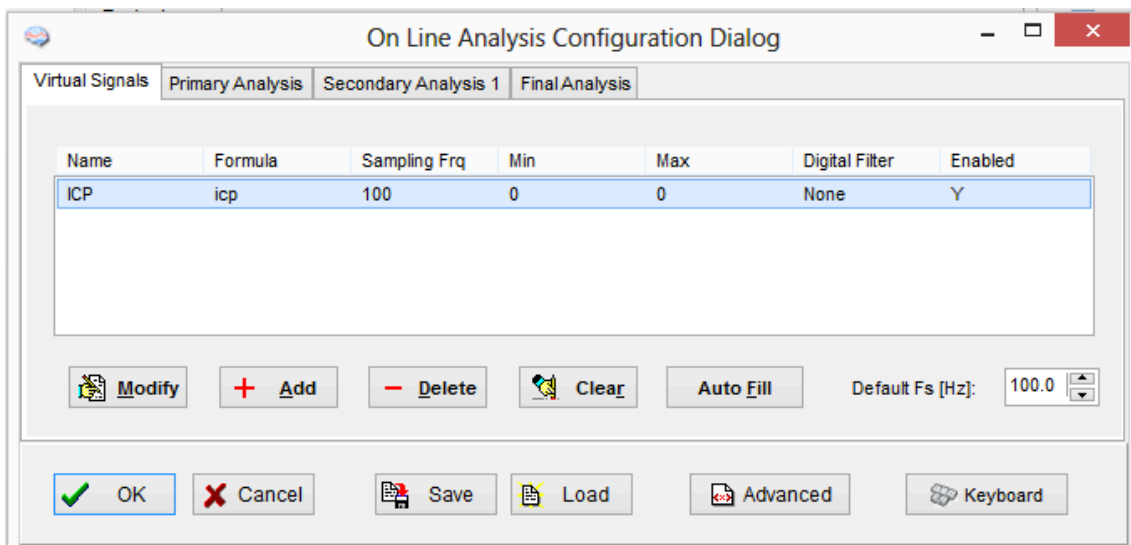 On Line Analysis Configuration Dialog
Virtual Signals Primary Analysis Secondary Analysis 1 Final Analysis
Name Formula Sampling Frq Min Max Digital Filter Enabled
ICP icp 100 0 0 None Y
Modify Add Delete Clear Auto Fill Default Fs [Hz]: 100.0
OK Cancel Save Load Advanced Keyboard